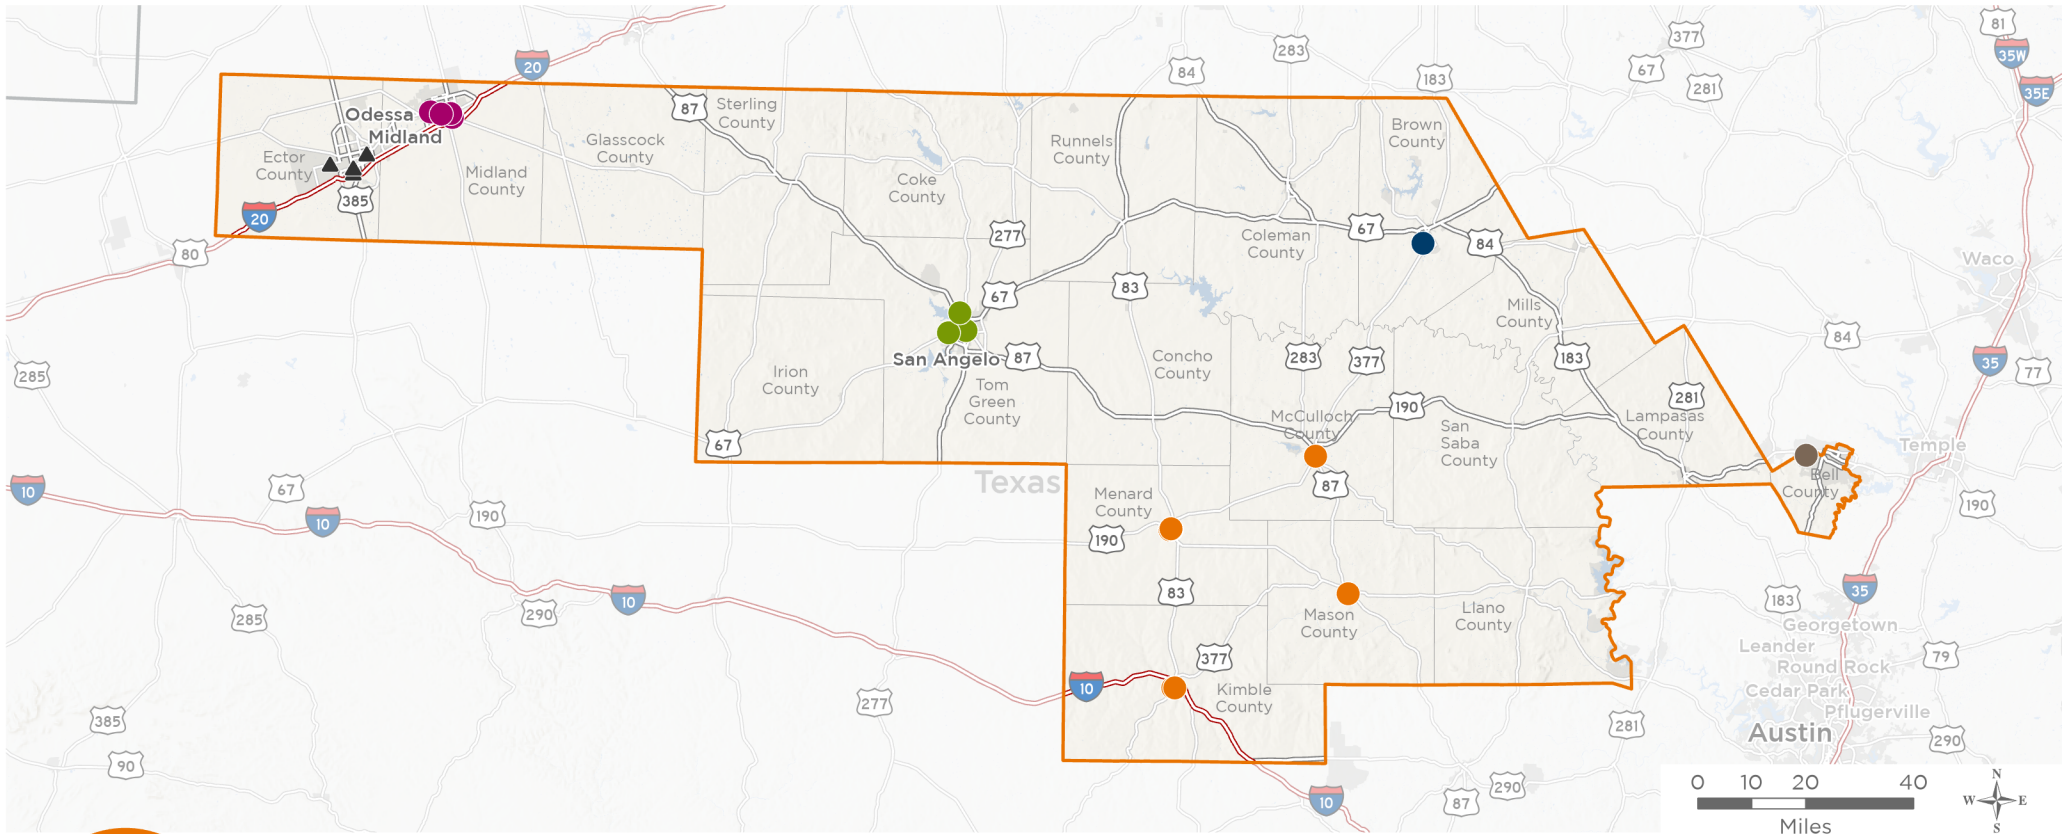 81
377
35W
283
20
67
84
183
281
35E
87
Sterling
County
Odessa
Midland
Brown
County
Glasscock
County
Runnels
County
Ector
County
Midland
County
Coke
County
385
20
277
67
Coleman
County
84
80
Waco
83
67
Mills
County
84
283
377
183
35
San Angelo
87
Concho
County
285
77
Irion
County
Tom
Green
County
190
281
McCulloch
County
Lampasas
County
San
Saba
County
67
Temple
Texas
87
Bell
County
10
67
Menard
County
190
10
190
190
83
183
35
10
285
290
Mason
County
Llano
County
Georgetown
Leander
Round Rock
79
377
10
Kimble
County
Cedar Park
277
Pflugerville
385
281
Austin
290
90
N
0 10 20 40
W E
87
290
10
Miles
S